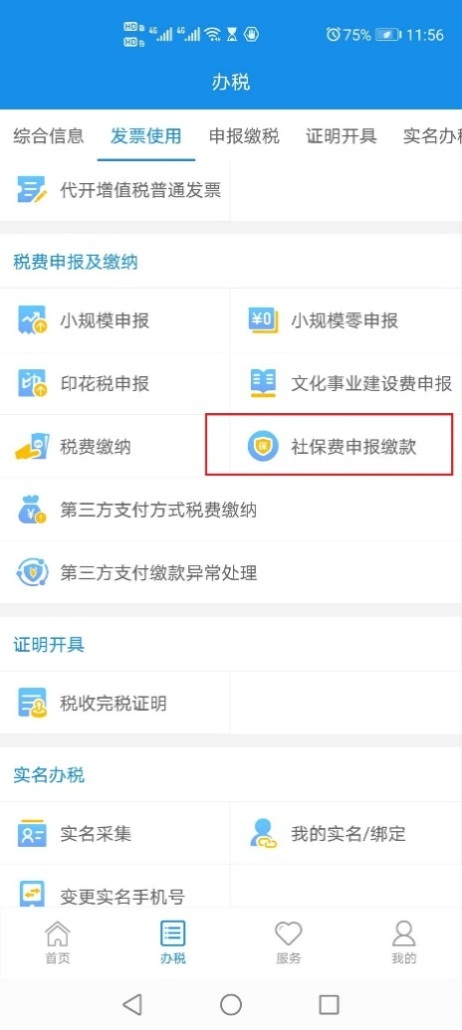 75% 11:56
办税
综合信息 发票使用 申报缴税 证明开具 实名办
代开增值税普通发票
税费申报及缴纳
小规模申报 小规模零申报
印花税申报 文化事业建设费申报
税费缴纳 社保费申报缴款
第三方支付方式税费缴纳
第三方支付缴款异常处理
证明开具
税收完税证明
实名办税
实名采集 我的实名/绑定
变更实名手机号
首页 办税 服务 我的